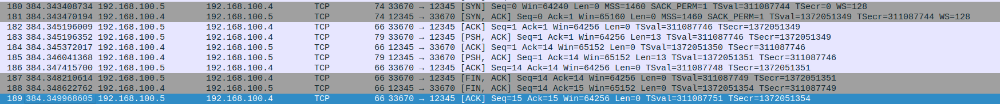 180 384.343408734 192.168.100.5 192.168.100.4 TCP 74 33670 → 12345 [SYN] Seq=0 Win=64240 Len=0 MSS=1460 SACK_PERM=1 TSval=311087744 TSecr=0 WS=128
181 384.343470194 192.168.100.4 192.168.100.5 TCP 74 12345 → 33670 [SYN, ACK] Seq=0 Ack=1 Win=65160 Len=0 MSS=1460 SACK_PERM=1 TSval=1372051349 TSecr=311087744 WS=128
182 384.345196009 192.168.100.5 192.168.100.4 TCP 66 33670 → 12345 [ACK] Seq=1 Ack=1 Win=64256 Len=0 TSval=311087746 TSecr=1372051349
183 384.345196352 192.168.100.5 192.168.100.4 TCP 79 33670 → 12345 [PSH, ACK] Seq=1 Ack=1 Win=64256 Len=13 TSval=311087746 TSecr=1372051349
184 384.345372017 192.168.100.4 192.168.100.5 TCP 66 12345 → 33670 [ACK] Seq=1 Ack=14 Win=65152 Len=0 TSval=1372051350 TSecr=311087746
185 384.346041368 192.168.100.4 192.168.100.5 TCP 79 12345 → 33670 [PSH, ACK] Seq=1 Ack=14 Win=65152 Len=13 TSval=1372051351 TSecr=311087746
186 384.347415700 192.168.100.5 192.168.100.4 TCP 66 33670 → 12345 [ACK] Seq=14 Ack=14 Win=64256 Len=0 TSval=311087748 TSecr=1372051351
187 384.348210614 192.168.100.5 192.168.100.4 TCP 66 33670 → 12345 [FIN, ACK] Seq=14 Ack=14 Win=64256 Len=0 TSval=311087749 TSecr=1372051351
188 384.348622762 192.168.100.4 192.168.100.5 TCP 66 12345 → 33670 [FIN, ACK] Seq=14 Ack=15 Win=65152 Len=0 TSval=1372051354 TSecr=311087749
189 384.349968605 192.168.100.5 192.168.100.4 TCP 66 33670 → 12345 [ACK] Seq=15 Ack=15 Win=64256 Len=0 TSval=311087751 TSecr=1372051354